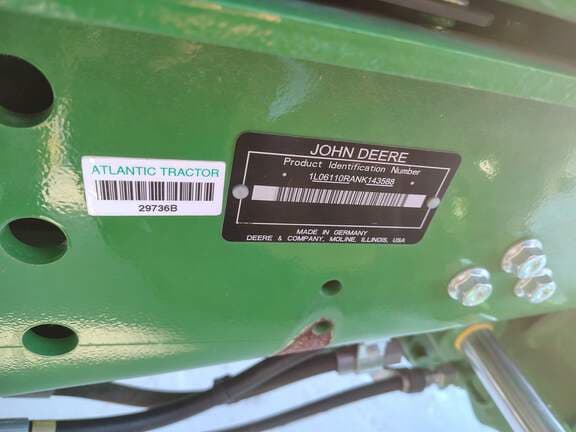 ATLANTIC TRACTOR
29736B
JOHN DEERE
Product Identification Number
1L06110RANK143588
MADE IN GERMANY
DEERE & COMPANY, MOLINE, ILLINOIS, USA